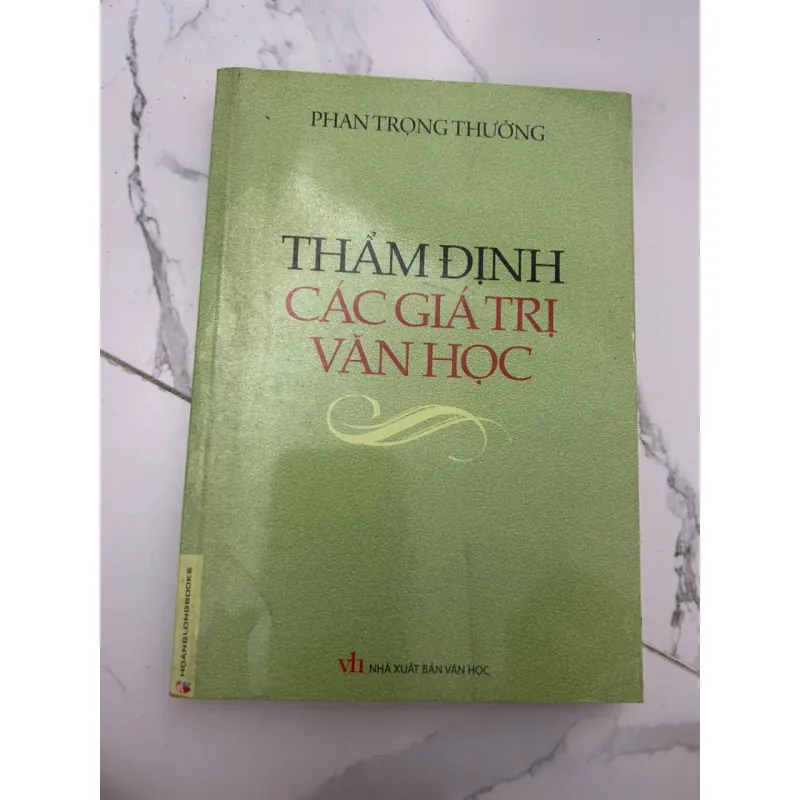 PHAN TRỌNG THƯỞNG
THẨM ĐỊNH
CÁC GIÁ TRỊ
VĂN HỌC
vh NHÀ XUẤT BẢN VĂN HỌC
HOANGLONGBOOKS